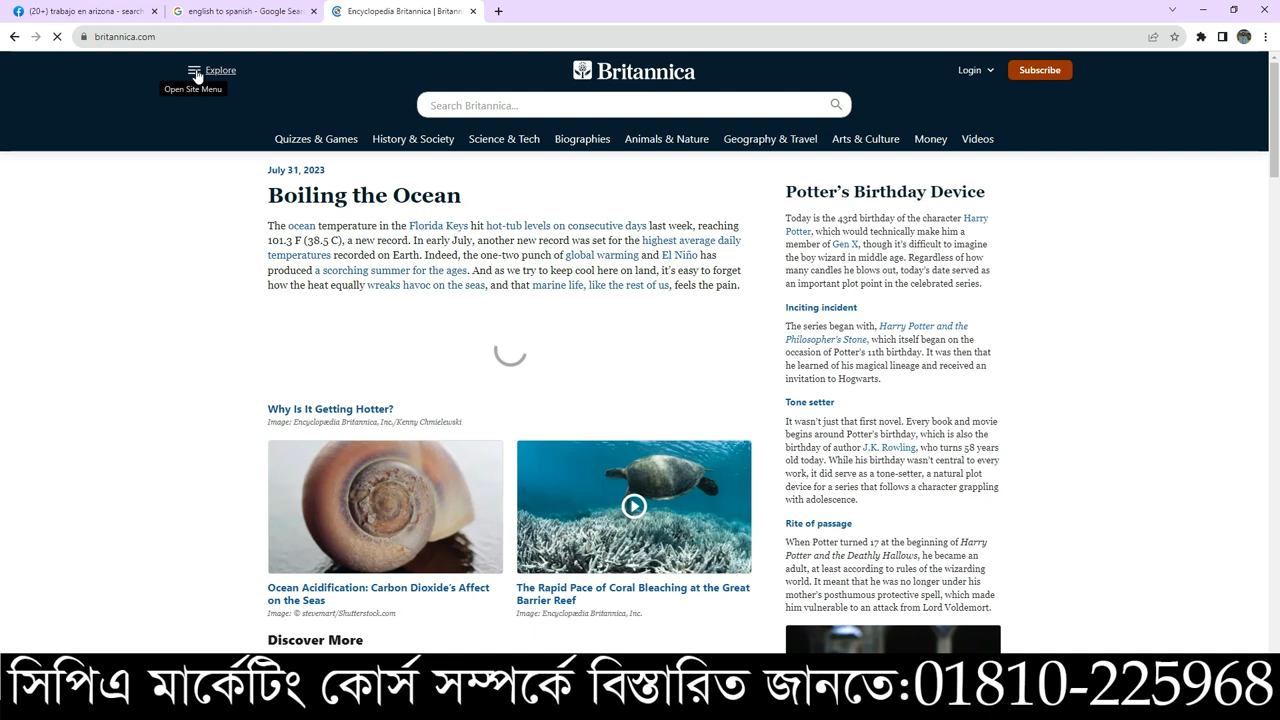 (20+) trabajo en arizona - search
english to spanish - Google Sear
Encyclopedia Britannica | Britann
britannica.com
Explore
Open Site Menu
Britannica
Login
Subscribe
Search Britannica...
Quizzes & Games History & Society Science & Tech Biographies Animals & Nature Geography & Travel Arts & Culture Money Videos
July 31, 2023
Boiling the Ocean
The ocean temperature in the Florida Keys hit hot-tub levels on consecutive days last week, reaching
101.3 F (38.5 C), a new record. In early July, another new record was set for the highest average daily
temperatures recorded on Earth. Indeed, the one-two punch of global warming and El Niño has
produced a scorching summer for the ages. And as we try to keep cool here on land, it's easy to forget
how the heat equally wreaks havoc on the seas, and that marine life, like the rest of us, feels the pain.
Why Is It Getting Hotter?
Image: Encyclopædia Britannica, Inc./Kenny Chmielewski
Ocean Acidification: Carbon Dioxide's Affect
on the Seas
Image: © stevemart/Shutterstock.com
The Rapid Pace of Coral Bleaching at the Great
Barrier Reef
Image: Encyclopædia Britannica, Inc.
Discover More
Potter's Birthday Device
Today is the 43rd birthday of the character Harry
Potter, which would technically make him a
member of Gen X, though it's difficult to imagine
the boy wizard in middle age. Regardless of how
many candles he blows out, today's date served as
an important plot point in the celebrated series.
Inciting incident
The series began with, Harry Potter and the
Philosopher's Stone, which itself began on the
occasion of Potter's 11th birthday. It was then that
he learned of his magical lineage and received an
invitation to Hogwarts.
Tone setter
It wasn't just that first novel. Every book and movie
begins around Potter's birthday, which is also the
birthday of author J.K. Rowling, who turns 58 years
old today. While his birthday wasn't central to every
work, it did serve as a tone-setter, a natural plot
device for a series that follows a character grappling
with adolescence.
Rite of passage
When Potter turned 17 at the beginning of Harry
Potter and the Deathly Hallows, he became an
adult, at least according to rules of the wizarding
world. It meant that he was no longer under his
mother's posthumous protective spell, which made
him vulnerable to an attack from Lord Voldemort.
সিপিএ মার্কেটিং কোর্স সম্পর্কে বিস্তারিত জানতে:01810-225968